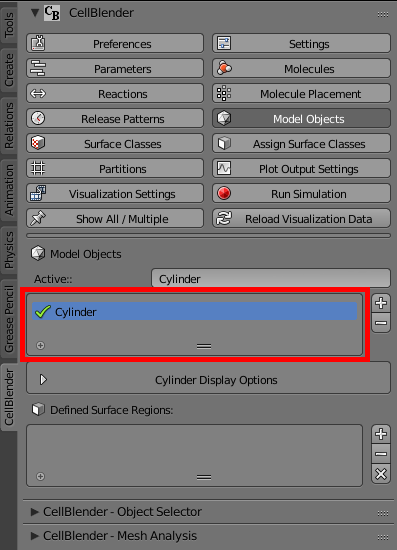 CellBlender
Preferences
Settings
Parameters
Molecules
Reactions
Molecule Placement
Release Patterns
Model Objects
Surface Classes
Assign Surface Classes
Partitions
Plot Output Settings
Visualization Settings
Run Simulation
Show All / Multiple
Reload Visualization Data
Model Objects
Active::
Cylinder
Cylinder
Cylinder Display Options
Defined Surface Regions:
CellBlender - Object Selector
CellBlender - Mesh Analysis
Tools
Create
Relations
Animation
Physics
Grease Pencil
CellBlender
CB